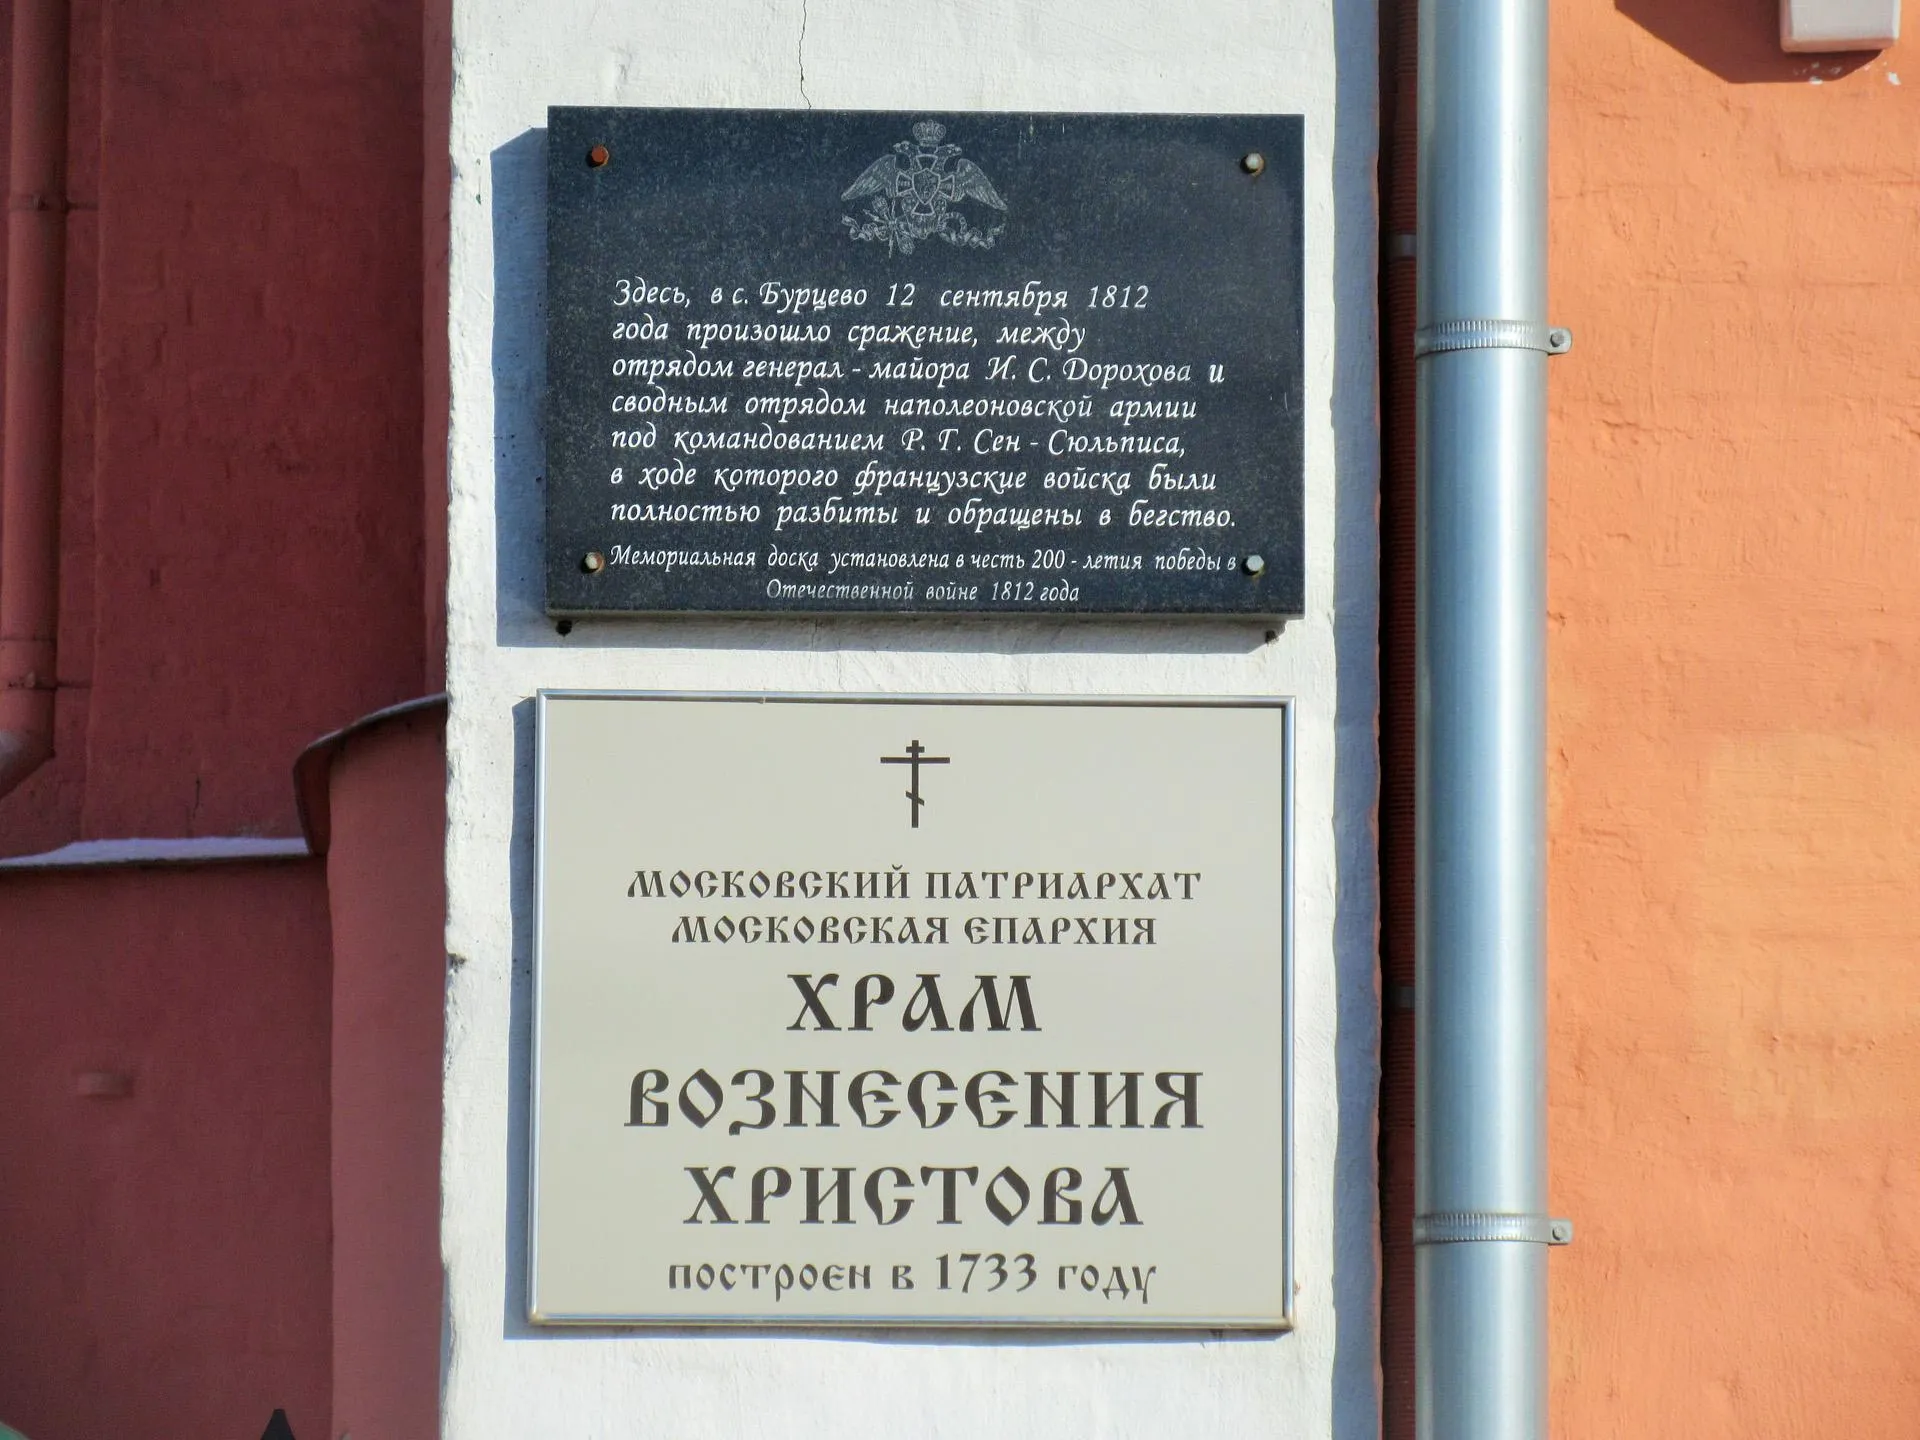 Здесь, в с. Бурцево 12 сентября 1812
года произошло сражение, между
отрядом генерал - майора И. С. Дорохова и
сводным отрядом наполеоновской армии
под командованием Р. Г. Сен - Сюльписа,
в ходе которого французские войска были
полностью разбиты и обращены в бегство.
Мемориальная доска установлена в честь 200 - летия победы в
Отечественной войне 1812 года
МОСКОВСКИЙ ПАТРИАРХАТ
МОСКОВСКАЯ ЕПАРХИЯ
ХРАМ
ВОЗНЕСЕНИЯ
ХРИСТОВА
построен в 1733 году